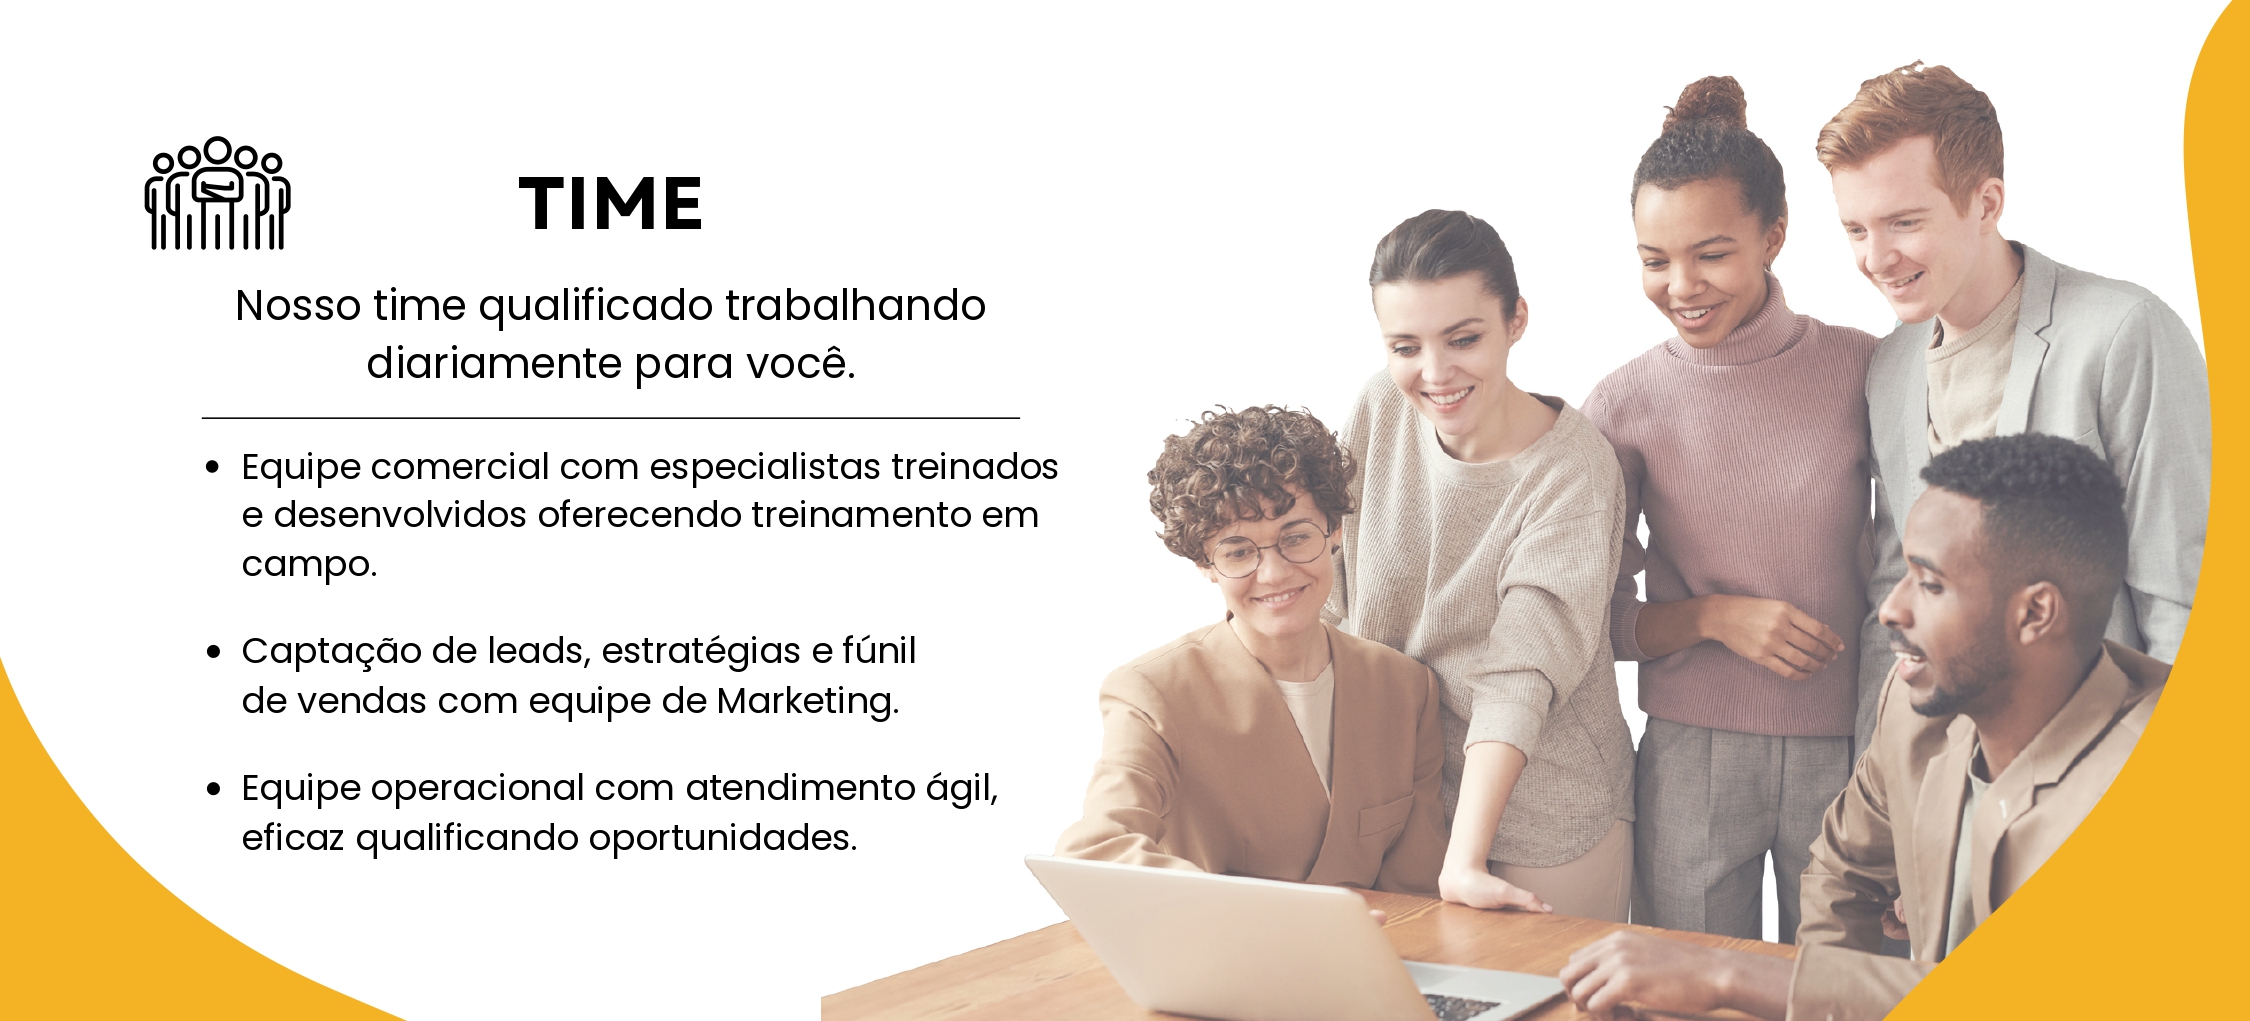 TIME
Nosso time qualificado trabalhando
diariamente para você.
• Equipe comercial com especialistas treinados
e desenvolvidos oferecendo treinamento em
campo.
• Captação de leads, estratégias e fúnil
de vendas com equipe de Marketing.
• Equipe operacional com atendimento ágil,
eficaz qualificando oportunidades.